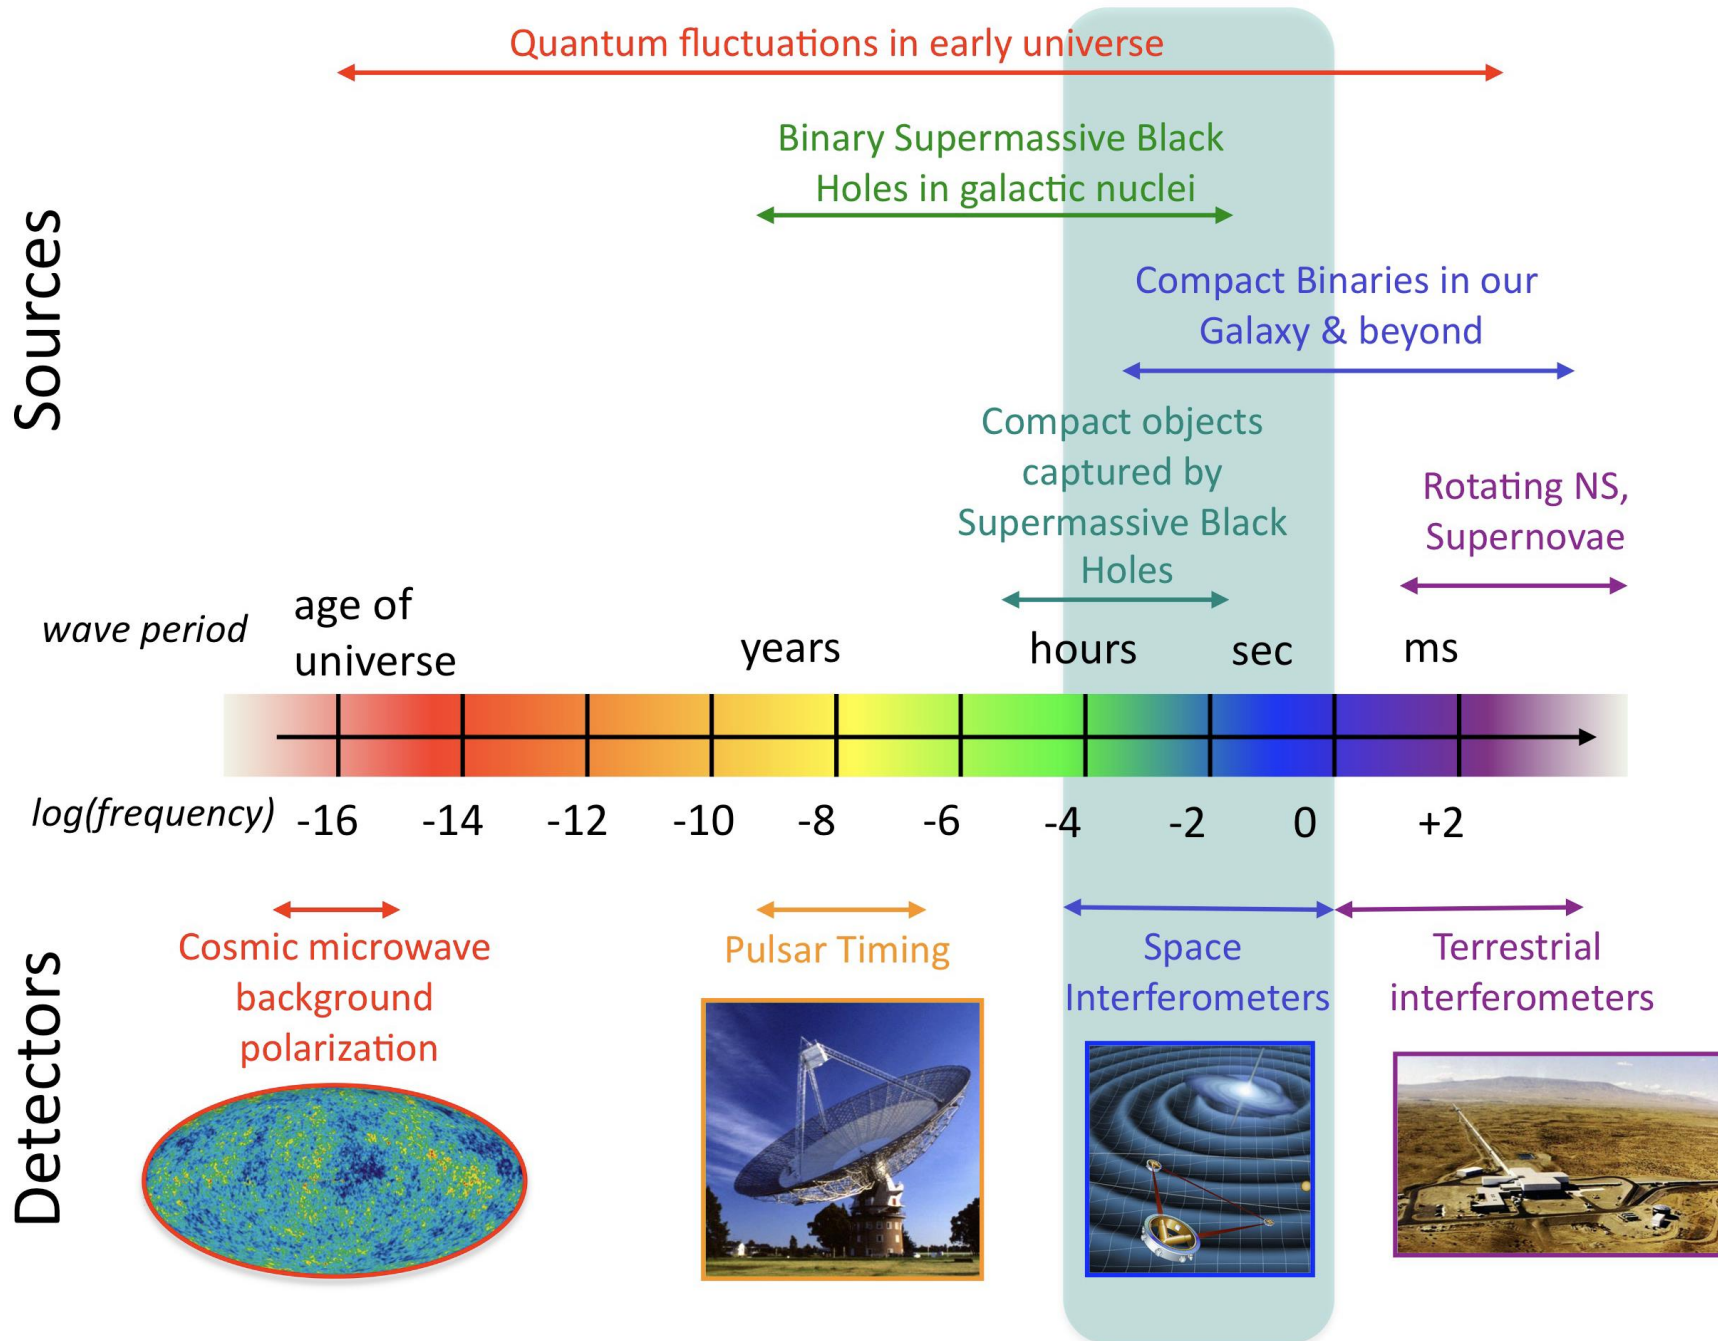 Quantum fluctuations in early universe
Binary Supermassive Black
Holes in galactic nuclei
Compact Binaries in our
Galaxy & beyond
Compact objects
captured by
Supermassive Black
Holes
Rotating NS,
Supernovae
Sources
wave period
age of
universe
years
hours
sec
ms
log(frequency)
-16
-14
-12
-10
-8
-6
-4
-2
0
+2
Detectors
Cosmic microwave
background
polarization
Pulsar Timing
Space
Interferometers
Terrestrial
interferometers